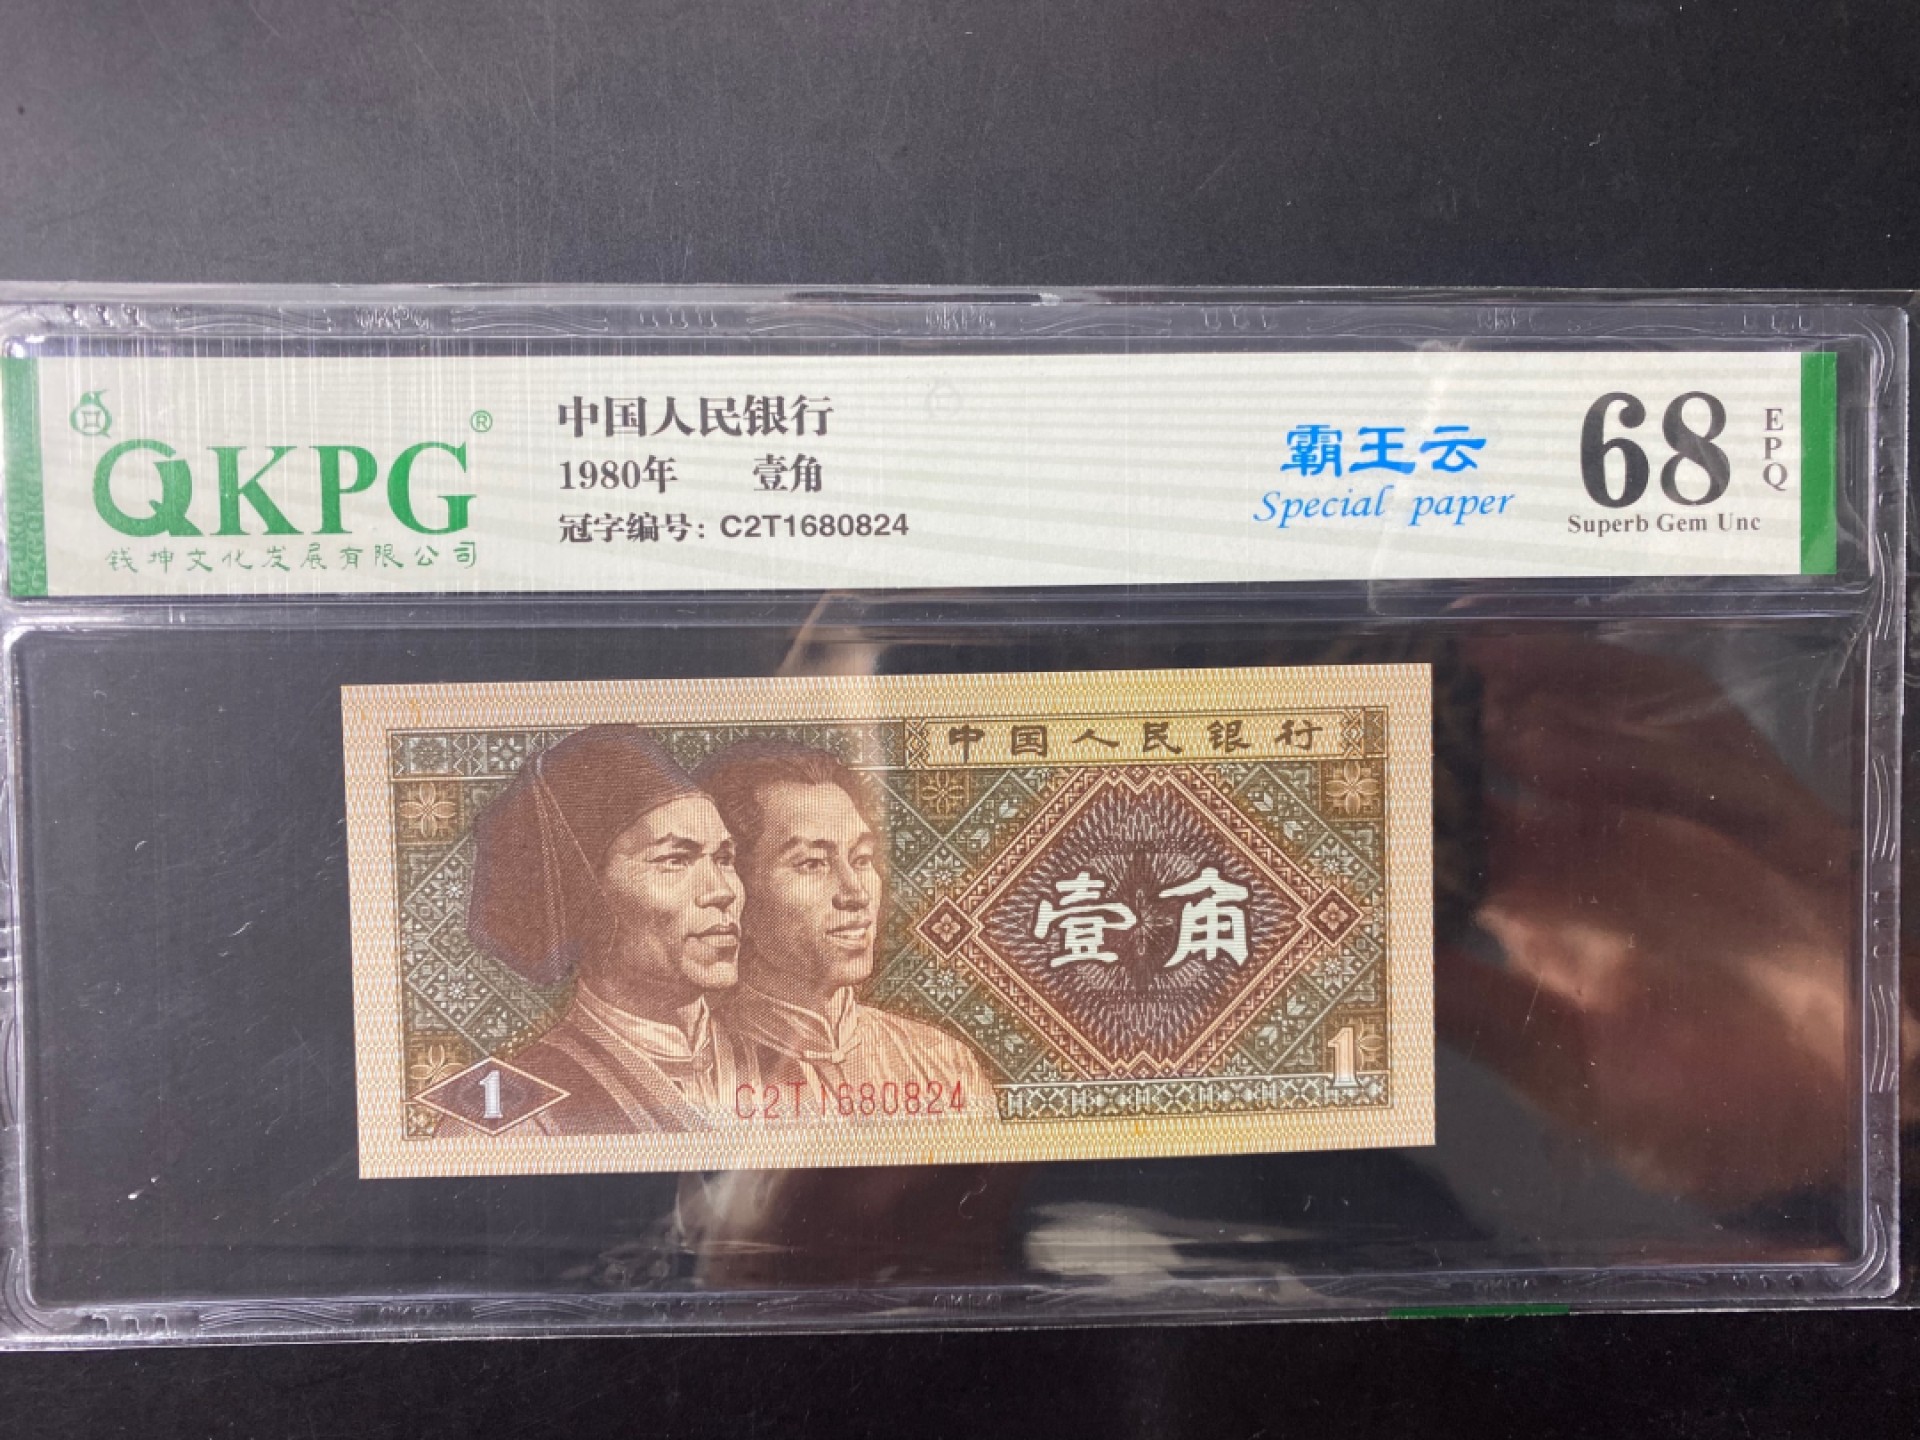 QKPG®
钱坤文化发展有限公司
中国人民银行
1980年 壹角
冠字编号: C2T1680824
霸王云
Special paper
68 EPQ
Superb Gem Unc
中国人民银行
壹角
1
1
C2T1680824